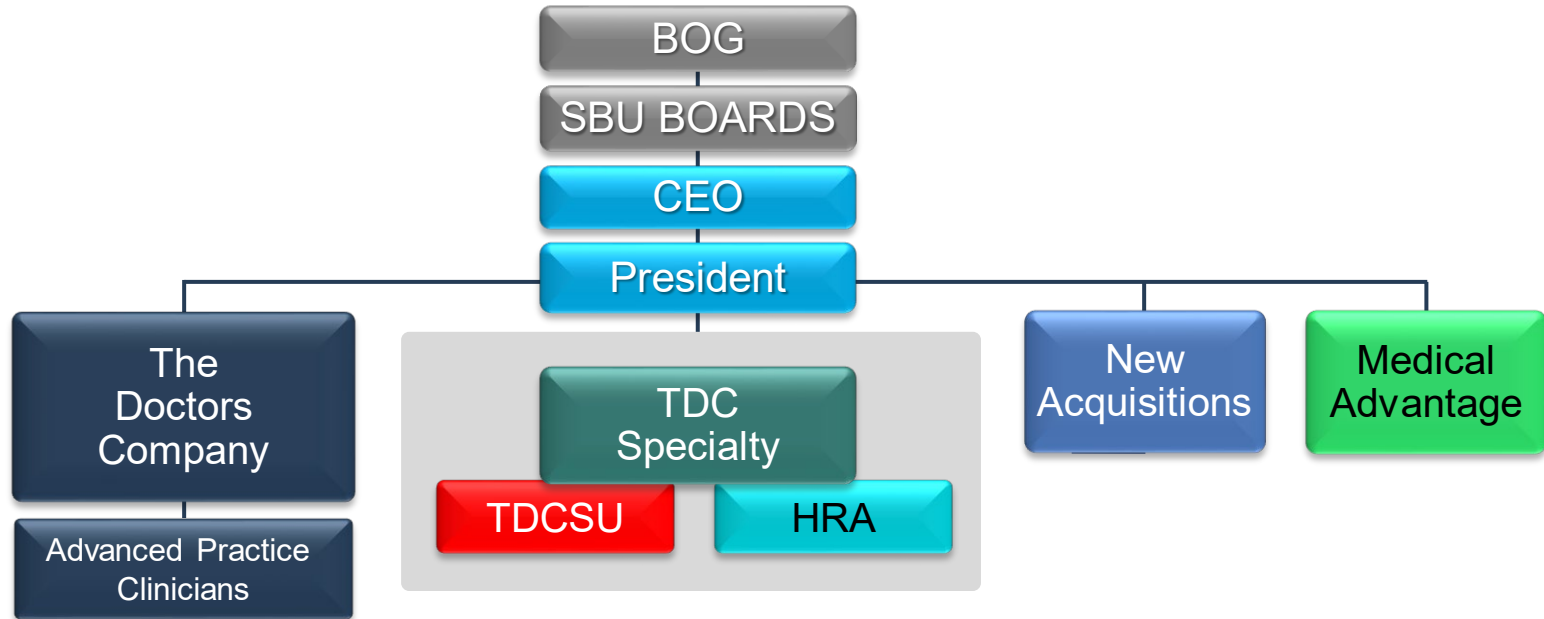 BOG
SBU BOARDS
CEO
President
The
Doctors
Company
Advanced Practice
Clinicians
TDC
Specialty
TDCSU
HRA
New
Acquisitions
Medical
Advantage